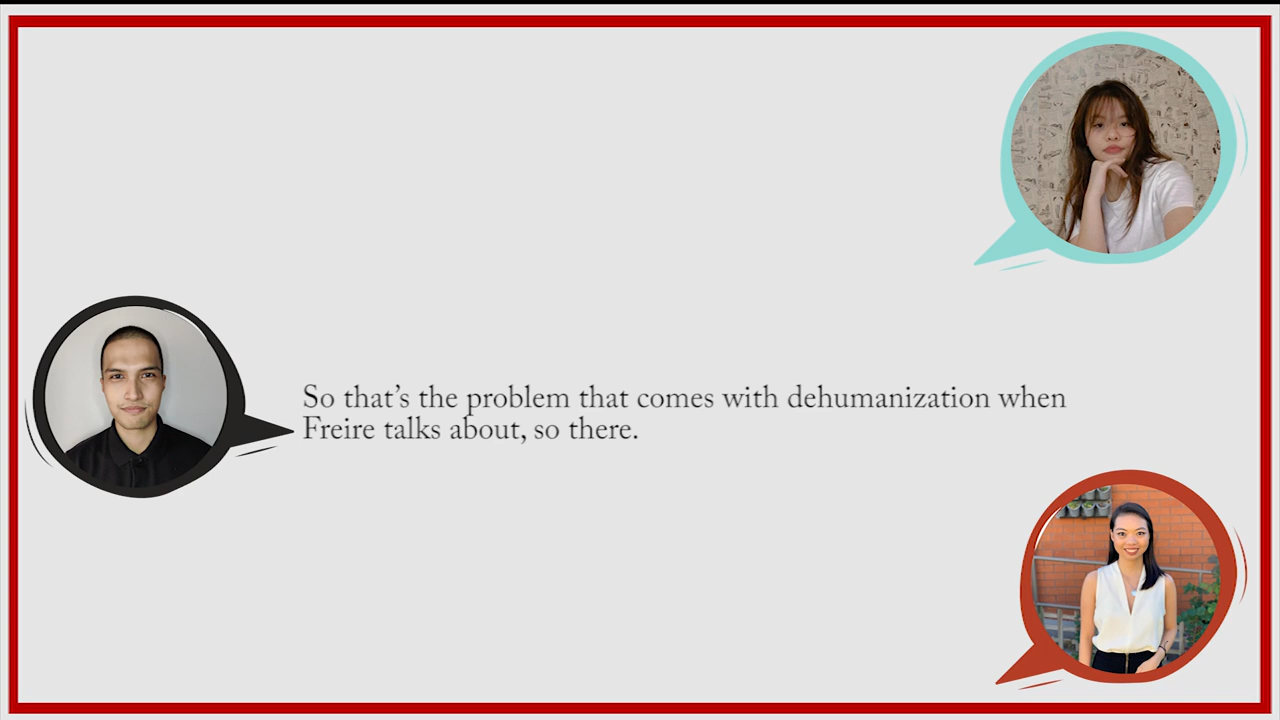 So that’s the problem that comes with dehumanization when
Freire talks about, so there.